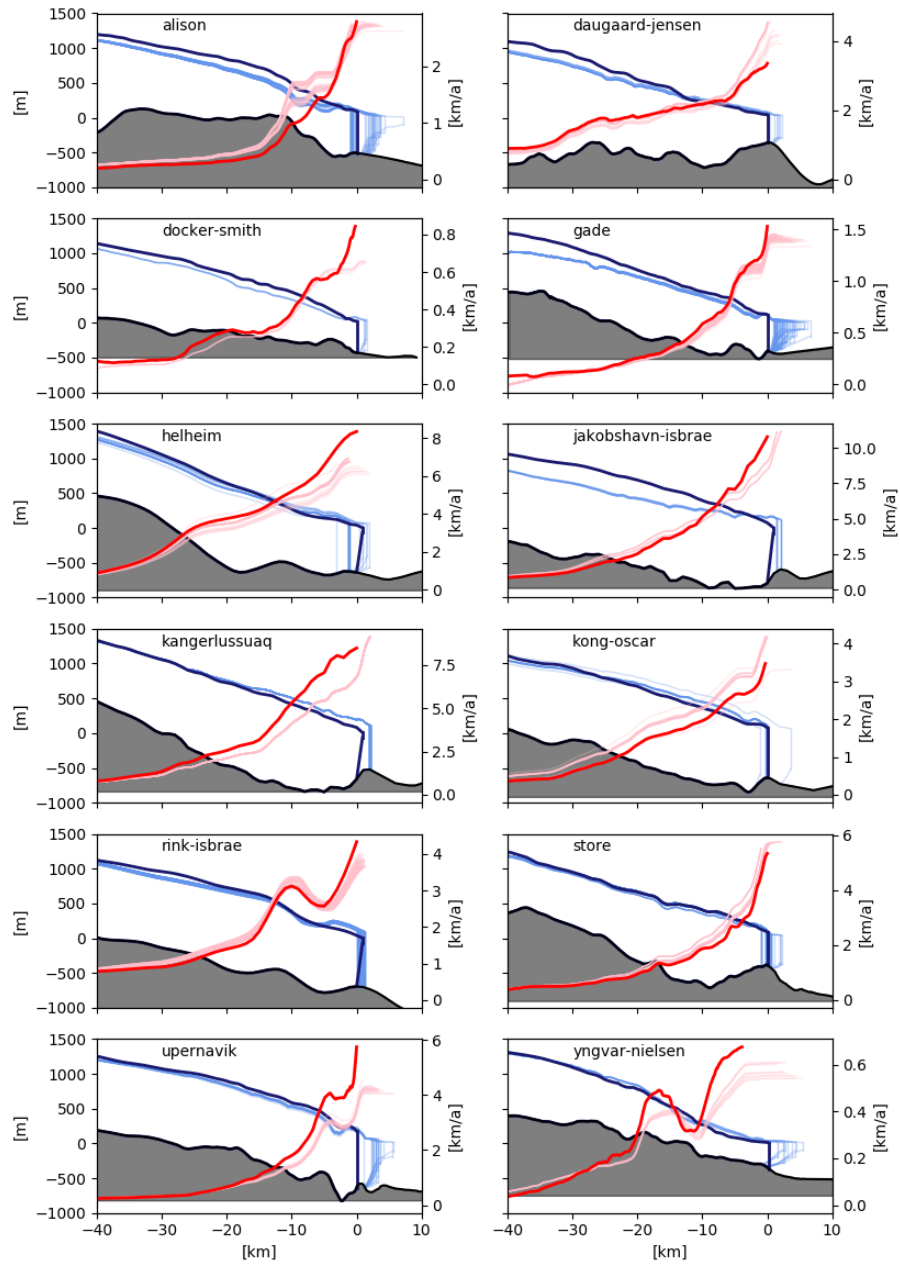 alison
daugaard-jensen
1500
1000
500
0
−500
−1000
[m]
2
1
0
[km/a]
4
2
0
[km/a]
docker-smith
gade
1500
1000
500
0
−500
−1000
[m]
0.8
0.6
0.4
0.2
0.0
[km/a]
1.5
1.0
0.5
0.0
[km/a]
helheim
jakobshavn-isbrae
1500
1000
500
0
−500
−1000
[m]
8
6
4
2
0
[km/a]
10.0
7.5
5.0
2.5
0.0
[km/a]
kangerlussuaq
kong-oscar
1500
1000
500
0
−500
−1000
[m]
7.5
5.0
2.5
0.0
[km/a]
4
3
2
1
0
[km/a]
rink-isbrae
store
1500
1000
500
0
−500
−1000
[m]
4
3
2
1
0
[km/a]
6
4
2
0
[km/a]
upernavik
yngvar-nielsen
1500
1000
500
0
−500
−1000
[m]
6
4
2
0
[km/a]
0.6
0.4
0.2
0.0
[km/a]
−40 −30 −20 −10 0 10
[km]
−40 −30 −20 −10 0 10
[km]